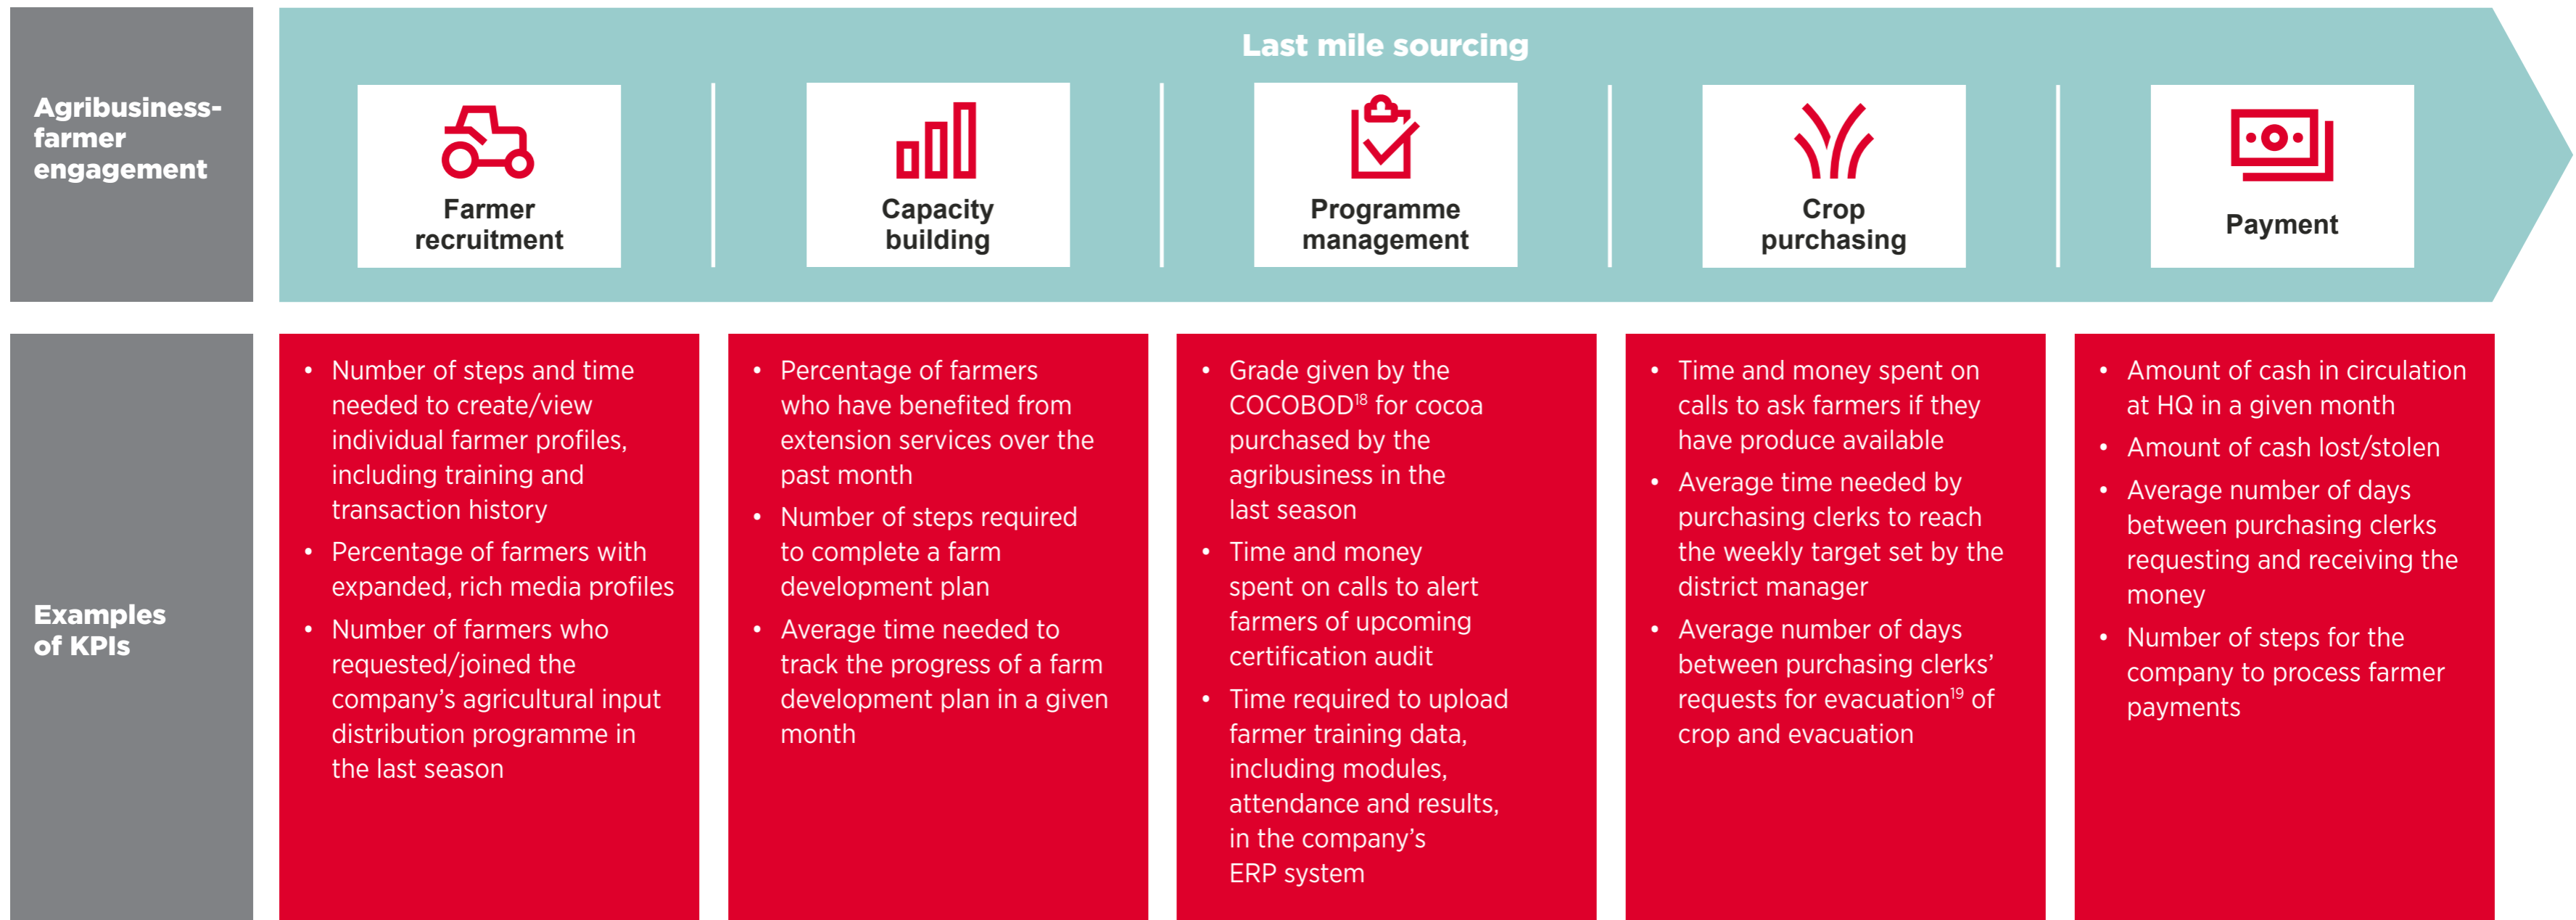 Last mile sourcing
Agribusiness-
farmer
engagement
Farmer
recruitment
Capacity
building
Programme
management
Crop
purchasing
Payment
Examples
of KPIs
• Number of steps and time
needed to create/view
individual farmer profiles,
including training and
transaction history
• Percentage of farmers with
expanded, rich media profiles
• Number of farmers who
requested/joined the
company’s agricultural input
distribution programme in
the last season
• Percentage of farmers
who have benefited from
extension services over the
past month
• Number of steps required
to complete a farm
development plan
• Average time needed to
track the progress of a farm
development plan in a given
month
• Grade given by the
COCOBOD18 for cocoa
purchased by the
agribusiness in the
last season
• Time and money
spent on calls to alert
farmers of upcoming
certification audit
• Time required to upload
farmer training data,
including modules,
attendance and results,
in the company’s
ERP system
• Time and money spent on
calls to ask farmers if they
have produce available
• Average time needed by
purchasing clerks to reach
the weekly target set by the
district manager
• Average number of days
between purchasing clerks’
requests for evacuation19 of
crop and evacuation
• Amount of cash in circulation
at HQ in a given month
• Amount of cash lost/stolen
• Average number of days
between purchasing clerks
requesting and receiving the
money
• Number of steps for the
company to process farmer
payments